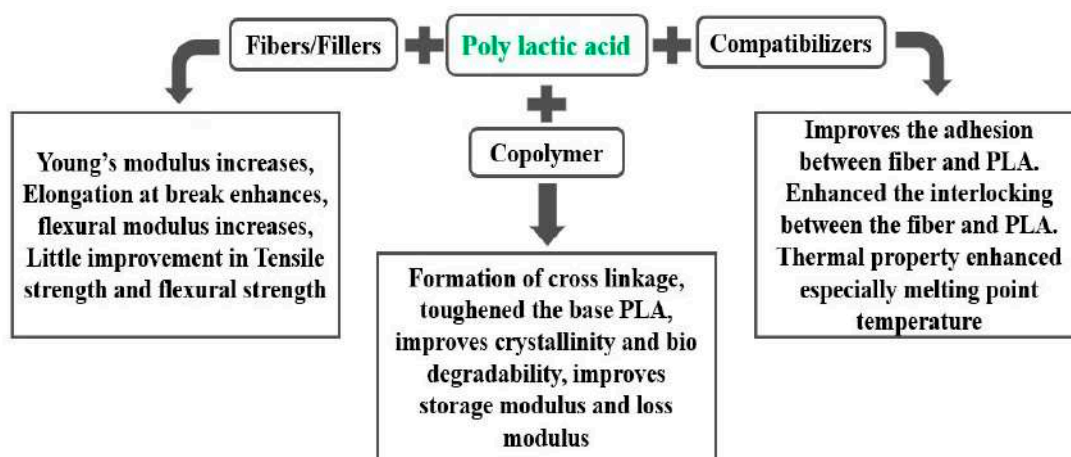 Fibers/Fillers
Poly lactic acid
Compatibilizers
Copolymer
Young's modulus increases,
Elongation at break enhances,
flexural modulus increases,
Little improvement in Tensile
strength and flexural strength
Formation of cross linkage,
toughened the base PLA,
improves crystallinity and bio
degradability, improves
storage modulus and loss
modulus
Improves the adhesion
between fiber and PLA.
Enhanced the interlocking
between the fiber and PLA.
Thermal property enhanced
especially melting point
temperature